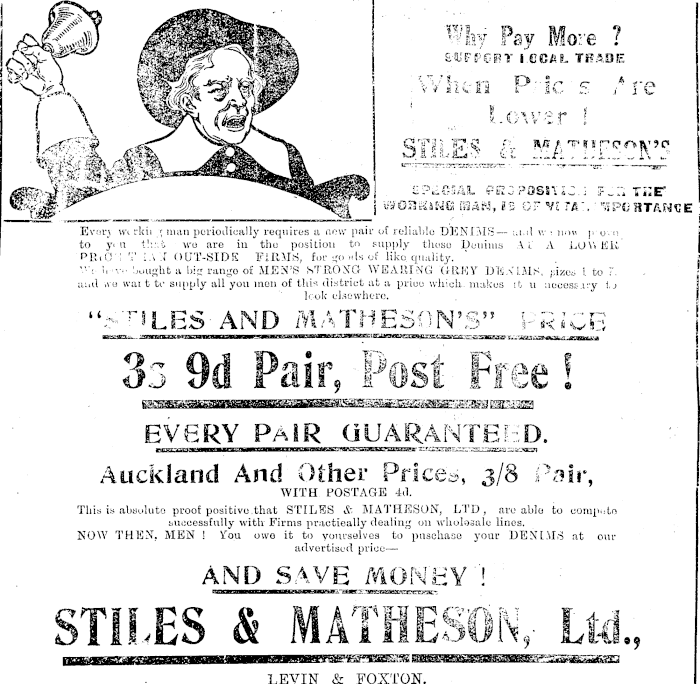 Why Pay More ?
SUPPORT LOCAL TRADE
When Prices Are
Lower !
STILES & MATHESON'S
SPECIAL PROPOSITION FOR THE
WORKING MAN, IS OF VITAL IMPORTANCE
Every working man periodically requires a new pair of reliable DENIMS— and we now prove
to you that we are in the position to supply these Denims AT A LOWER
PRICE THAN OUT-SIDE FIRMS, for goods of like quality.
We have bought a big range of MEN'S STRONG WEARING GREY DENIMS, sizes 1 to 7.
and we want to supply all you men of this district at a price which makes it unnecessary to
look elsewhere.
"STILES AND MATHESON'S" PRICE
3s 9d Pair, Post Free !
EVERY PAIR GUARANTEED.
Auckland And Other Prices, 3/8 Pair,
WITH POSTAGE 4d.
This is absolute proof positive that STILES & MATHESON, LTD, are able to compete
successfully with Firms practically dealing on wholesale lines.
NOW THEN, MEN ! You owe it to yourselves to puschase your DENIMS at our
advertised price—
AND SAVE MONEY !
STILES & MATHESON, Ltd.,
LEVIN & FOXTON.